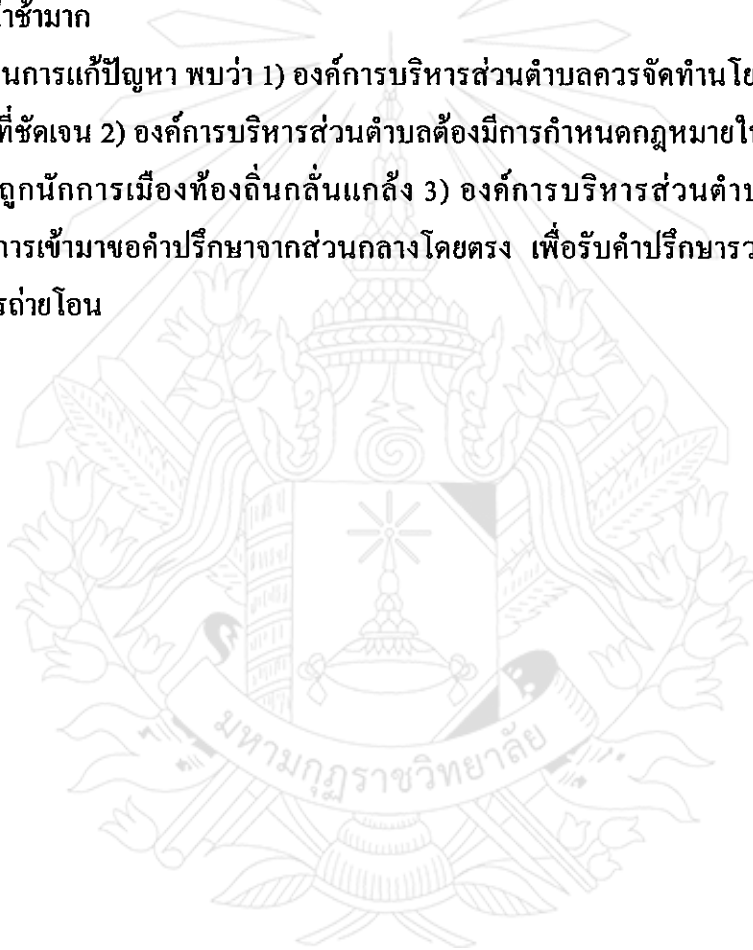 ช้ามาก
นการแก้ปัญหา พบว่า 1) องค์การบริหารส่วนตำบลควรจัดทำนโย
ที่ชัดเจน 2) องค์การบริหารส่วนตำบลต้องมีการกำหนดกฎหมายใน
ถูกนักการเมืองท้องถิ่นกลั่นแกล้ง 3) องค์การบริหารส่วนตำบ
การเข้ามาขอคำปรึกษาจากส่วนกลางโดยตรง เพื่อรับคำปรึกษารว
รถ่ายโอน
มหามกุฏราชวิทยาลัย